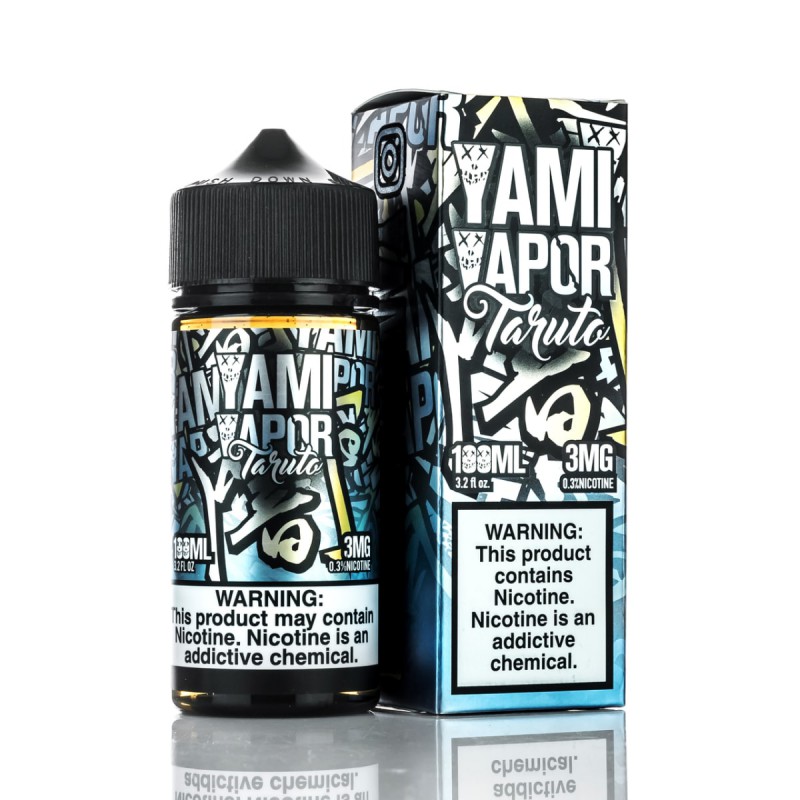 PUSH DOWN
YAMI
VAPOR
Taruto
100ML
3.2 FL OZ
3MG
0.3%NICOTINE
WARNING:
This product may contain
Nicotine. Nicotine is an
addictive chemical.
YAMI
VAPOR
Taruto
100ML
3.2 fl oz.
3MG
0.3%NICOTINE
WARNING:
This product
contains
Nicotine.
Nicotine is an
addictive
chemical.